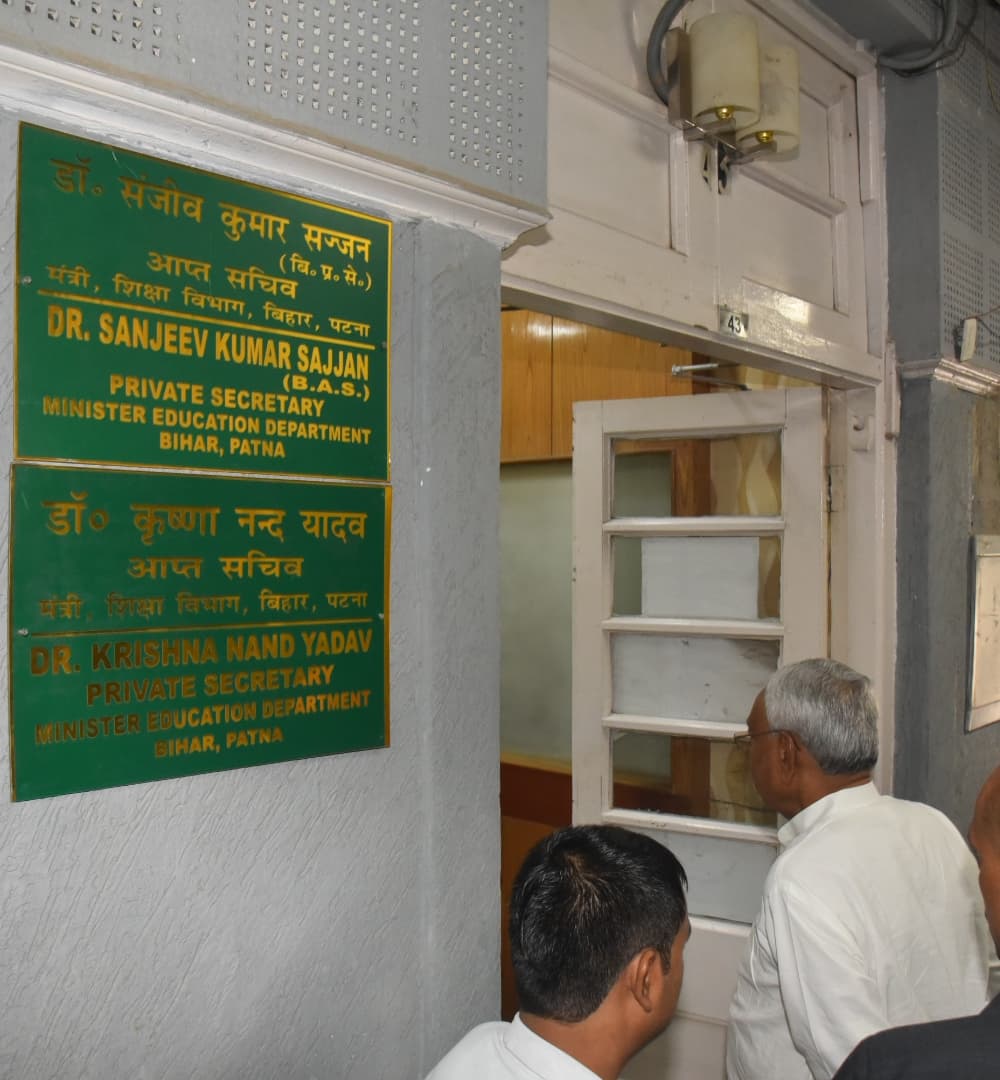 डॉ॰ संजीव कुमार सज्जन
(बि॰ प्र॰ से॰)
आप्त सचिव
मंत्री, शिक्षा विभाग, बिहार, पटना
DR. SANJEEV KUMAR SAJJAN
(B.A.S.)
PRIVATE SECRETARY
MINISTER EDUCATION DEPARTMENT
BIHAR, PATNA
डॉ० कृष्णा नन्द यादव
आप्त सचिव
मंत्री, शिक्षा विभाग, बिहार, पटना
DR. KRISHNA NAND YADAV
PRIVATE SECRETARY
MINISTER EDUCATION DEPARTMENT
BIHAR, PATNA
43